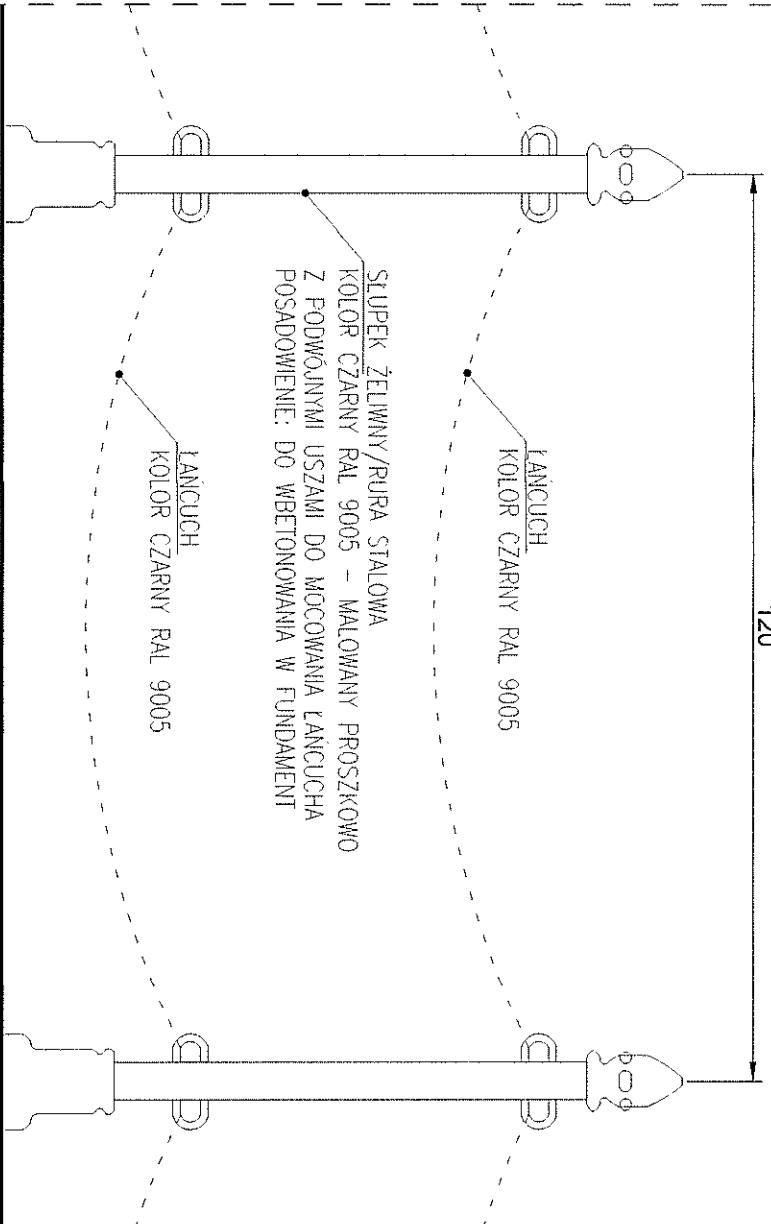 120
ŁAŃCUCH
KOLOR CZARNY RAL 9005
SŁUPEK ŻELIWNY/RURA STALOWA
KOLOR CZARNY RAL 9005 - MALOWANY PROSZKOWO
Z PODWÓJNYMI USZAMI DO MOCOWANIA ŁAŃCUCHA
POSADOWIENIE: DO WBETONOWANIA W FUNDAMENT
ŁAŃCUCH
KOLOR CZARNY RAL 9005